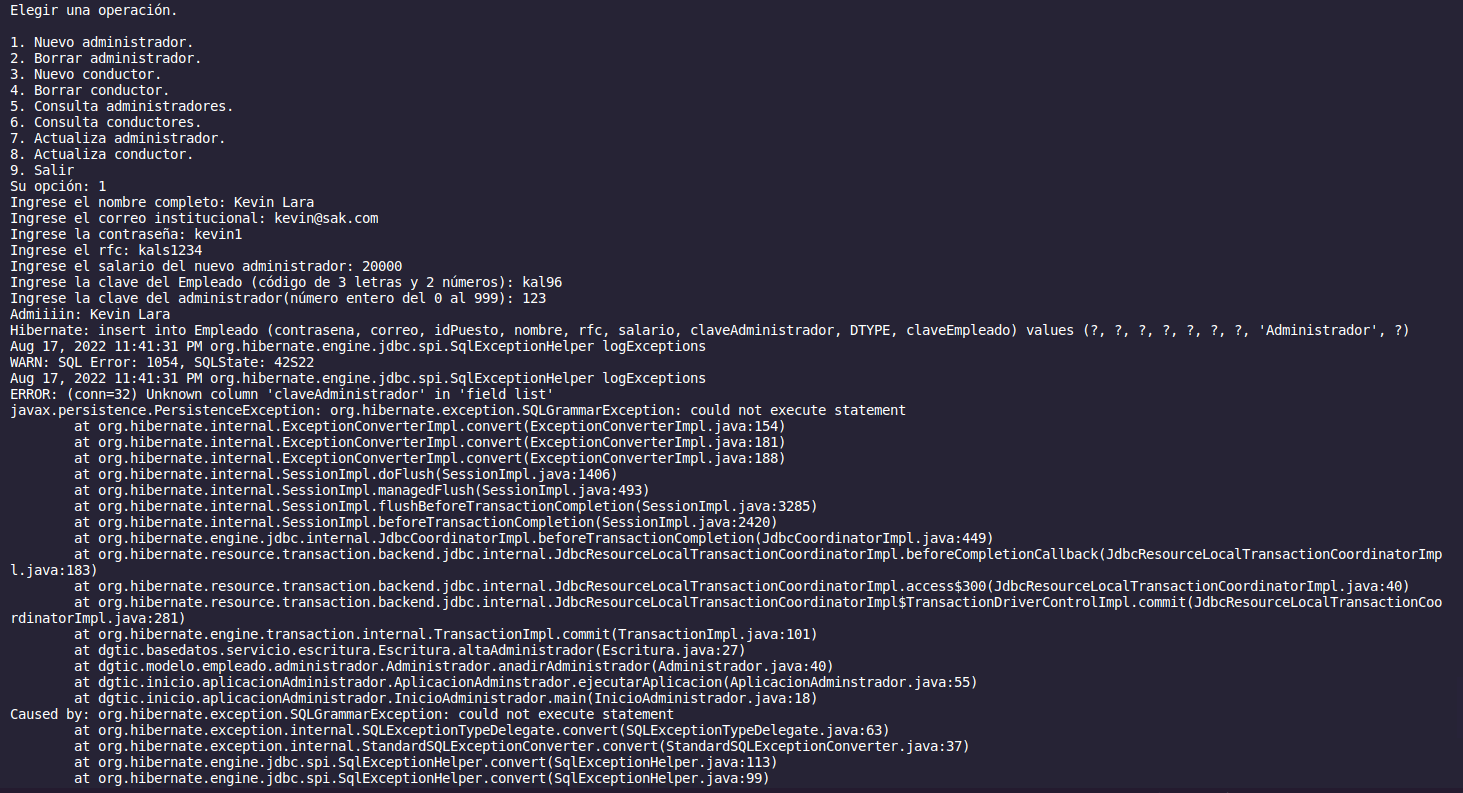 Elegir una operación.
1. Nuevo administrador.
2. Borrar administrador.
3. Nuevo conductor.
4. Borrar conductor.
5. Consulta administradores.
6. Consulta conductores.
7. Actualiza administrador.
8. Actualiza conductor.
9. Salir
Su opción: 1
Ingrese el nombre completo: Kevin Lara
Ingrese el correo institucional: kevin@sak.com
Ingrese la contraseña: kevin1
Ingrese el rfc: kals1234
Ingrese el salario del nuevo administrador: 20000
Ingrese la clave del Empleado (código de 3 letras y 2 números): kal96
Ingrese la clave del administrador(número entero del 0 al 999): 123
Admiiiin: Kevin Lara
Hibernate: insert into Empleado (contrasena, correo, idPuesto, nombre, rfc, salario, claveAdministrador, DTYPE, claveEmpleado) values (?, ?, ?, ?, ?, ?, ?, 'Administrador', ?)
Aug 17, 2022 11:41:31 PM org.hibernate.engine.jdbc.spi.SqlExceptionHelper logExceptions
WARN: SQL Error: 1054, SQLState: 42S22
Aug 17, 2022 11:41:31 PM org.hibernate.engine.jdbc.spi.SqlExceptionHelper logExceptions
ERROR: (conn=32) Unknown column 'claveAdministrador' in 'field list'
javax.persistence.PersistenceException: org.hibernate.exception.SQLGrammarException: could not execute statement
at org.hibernate.internal.ExceptionConverterImpl.convert(ExceptionConverterImpl.java:154)
at org.hibernate.internal.ExceptionConverterImpl.convert(ExceptionConverterImpl.java:181)
at org.hibernate.internal.ExceptionConverterImpl.convert(ExceptionConverterImpl.java:188)
at org.hibernate.internal.SessionImpl.doFlush(SessionImpl.java:1406)
at org.hibernate.internal.SessionImpl.managedFlush(SessionImpl.java:493)
at org.hibernate.internal.SessionImpl.flushBeforeTransactionCompletion(SessionImpl.java:3285)
at org.hibernate.internal.SessionImpl.beforeTransactionCompletion(SessionImpl.java:2420)
at org.hibernate.engine.jdbc.internal.JdbcCoordinatorImpl.beforeTransactionCompletion(JdbcCoordinatorImpl.java:449)
at org.hibernate.resource.transaction.backend.jdbc.internal.JdbcResourceLocalTransactionCoordinatorImpl.beforeCompletionCallback(JdbcResourceLocalTransactionCoordinatorImp
l.java:183)
at org.hibernate.resource.transaction.backend.jdbc.internal.JdbcResourceLocalTransactionCoordinatorImpl.access$300(JdbcResourceLocalTransactionCoordinatorImpl.java:40)
at org.hibernate.resource.transaction.backend.jdbc.internal.JdbcResourceLocalTransactionCoordinatorImpl$TransactionDriverControlImpl.commit(JdbcResourceLocalTransactionCoo
rdinatorImpl.java:281)
at org.hibernate.engine.transaction.internal.TransactionImpl.commit(TransactionImpl.java:101)
at dgtic.basedatos.servicio.escritura.Escritura.altaAdministrador(Escritura.java:27)
at dgtic.modelo.empleado.administrador.Administrador.anadirAdministrador(Administrador.java:40)
at dgtic.inicio.aplicacionAdministrador.AplicacionAdminstrador.ejecutarAplicacion(AplicacionAdminstrador.java:55)
at dgtic.inicio.aplicacionAdministrador.InicioAdministrador.main(InicioAdministrador.java:18)
Caused by: org.hibernate.exception.SQLGrammarException: could not execute statement
at org.hibernate.exception.internal.SQLExceptionTypeDelegate.convert(SQLExceptionTypeDelegate.java:63)
at org.hibernate.exception.internal.StandardSQLExceptionConverter.convert(StandardSQLExceptionConverter.java:37)
at org.hibernate.engine.jdbc.spi.SqlExceptionHelper.convert(SqlExceptionHelper.java:113)
at org.hibernate.engine.jdbc.spi.SqlExceptionHelper.convert(SqlExceptionHelper.java:99)